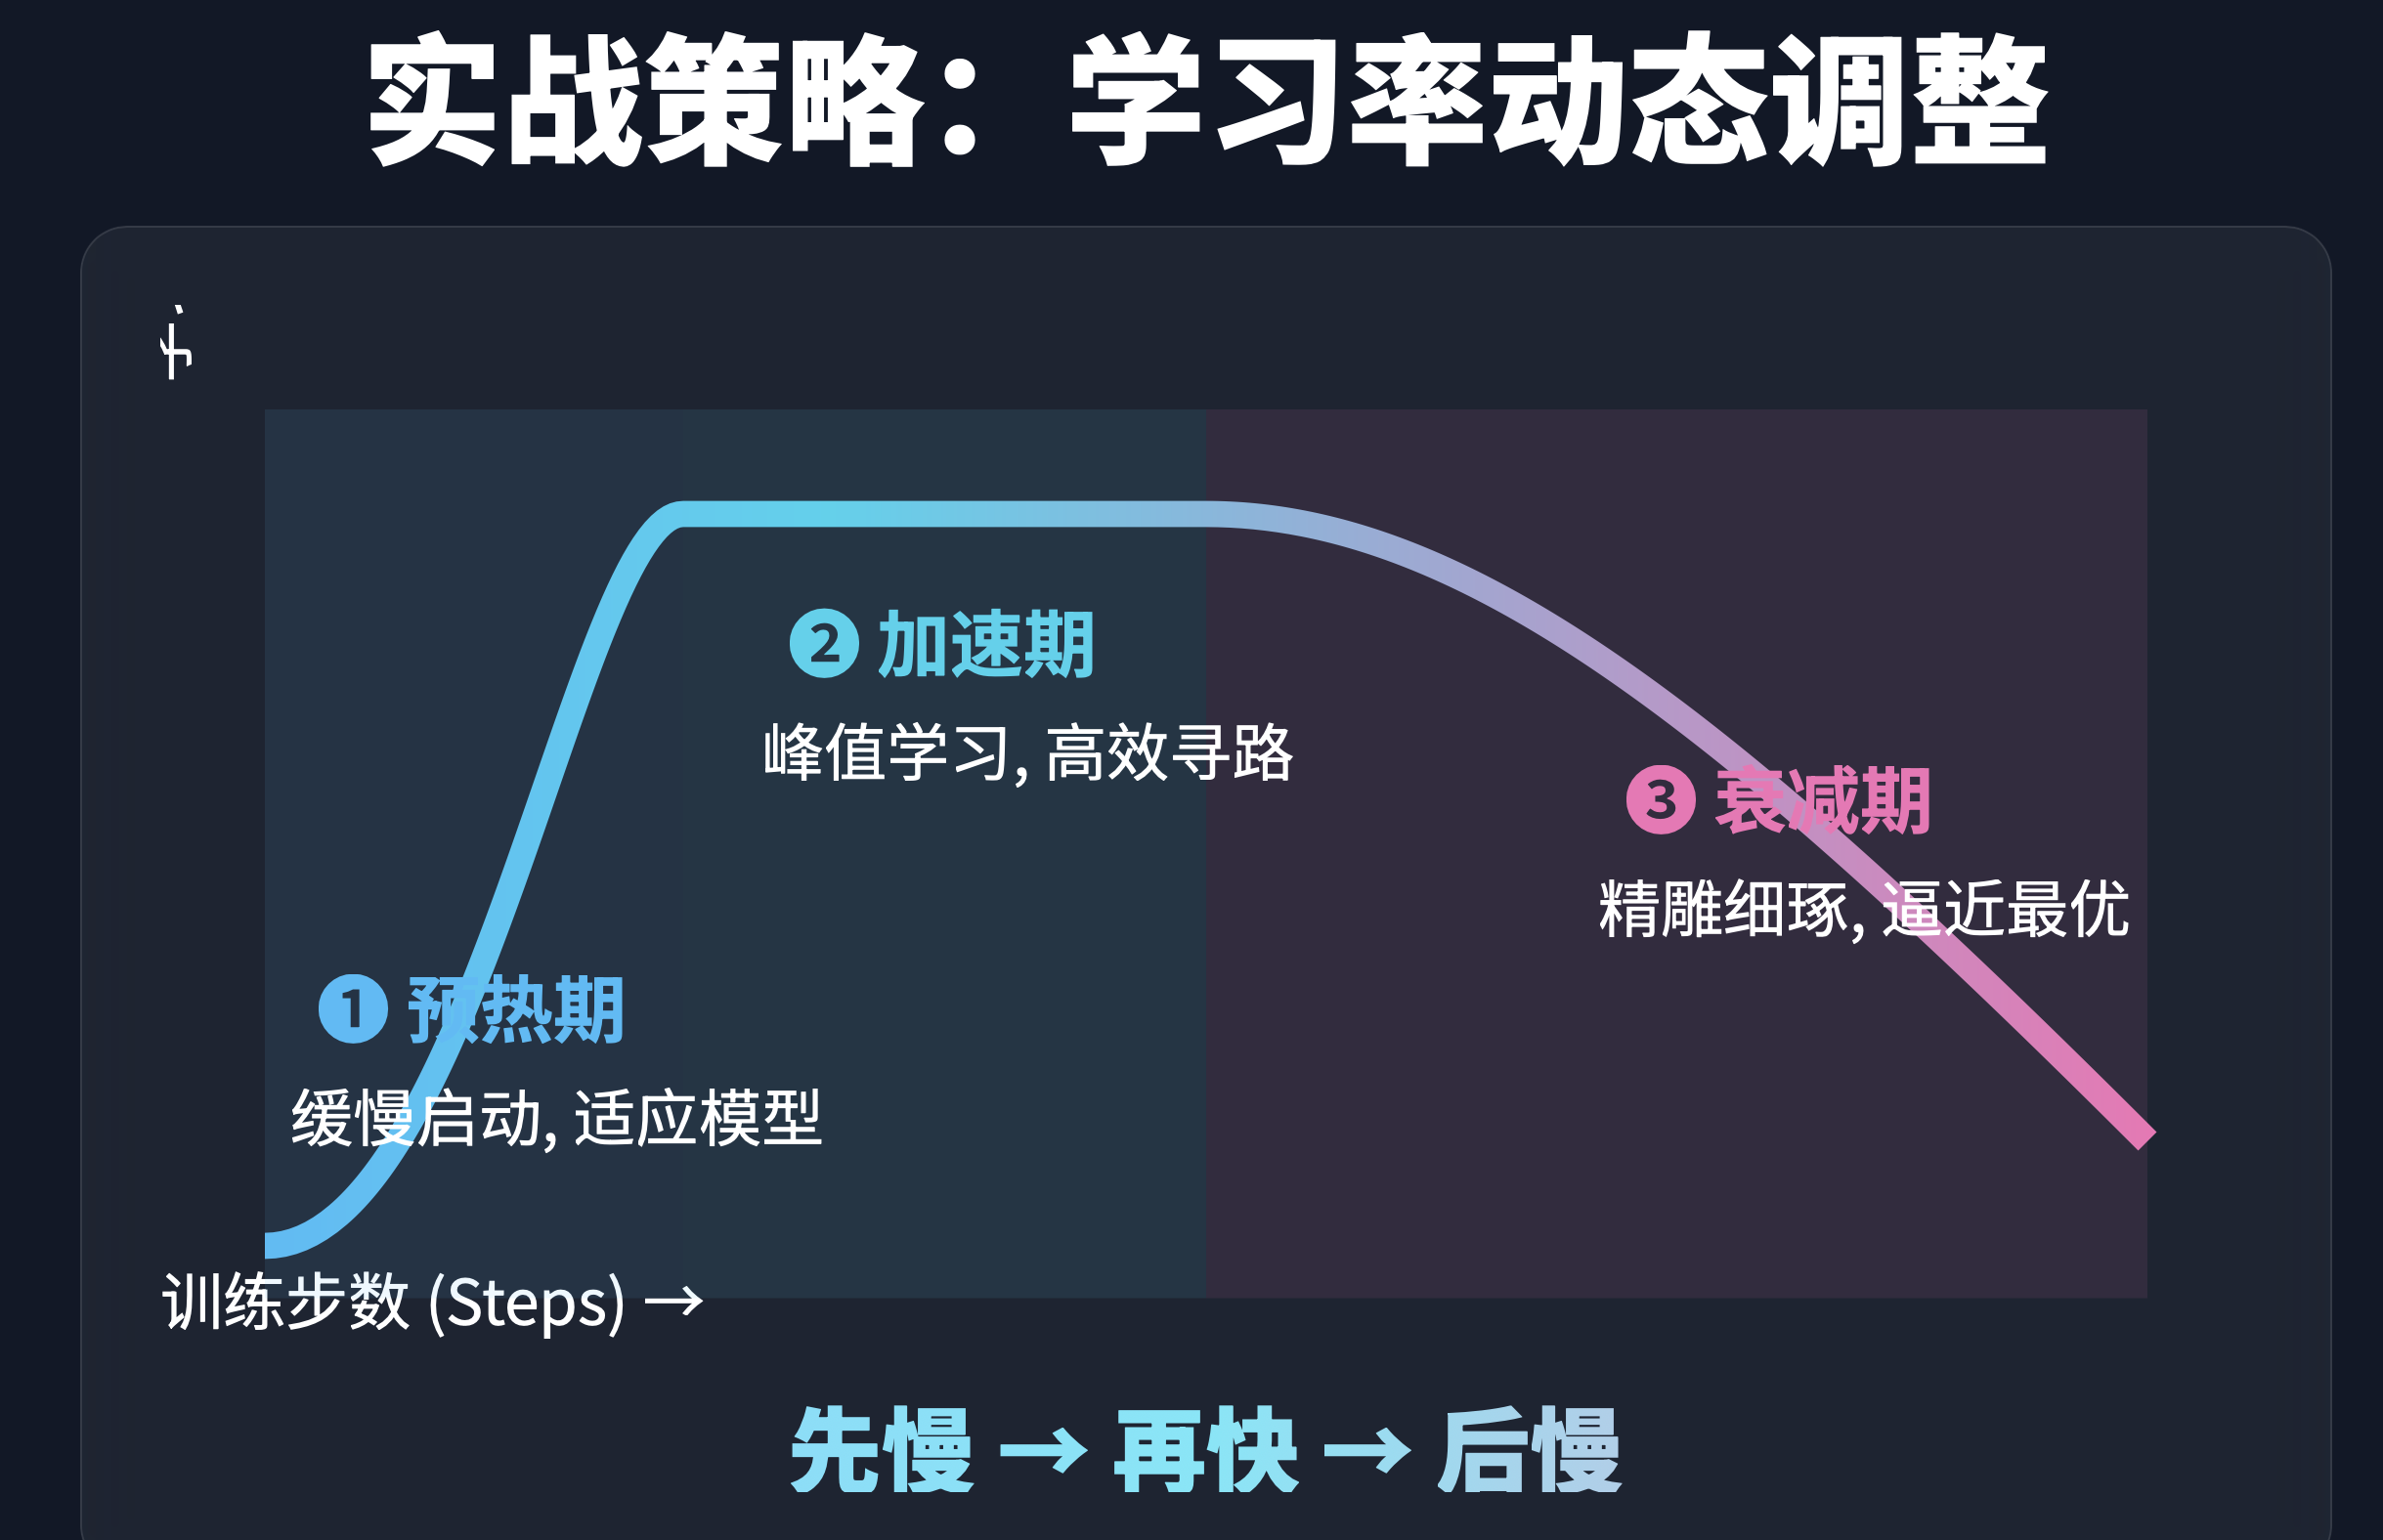 实战策略：学习率动态调整
❷ 加速期
峰值学习, 高效寻路
❸ 衰减期
精雕细琢, 逼近最优
❶ 预热期
缓慢启动, 适应模型
训练步数 (Steps) →
先慢 → 再快 → 后慢